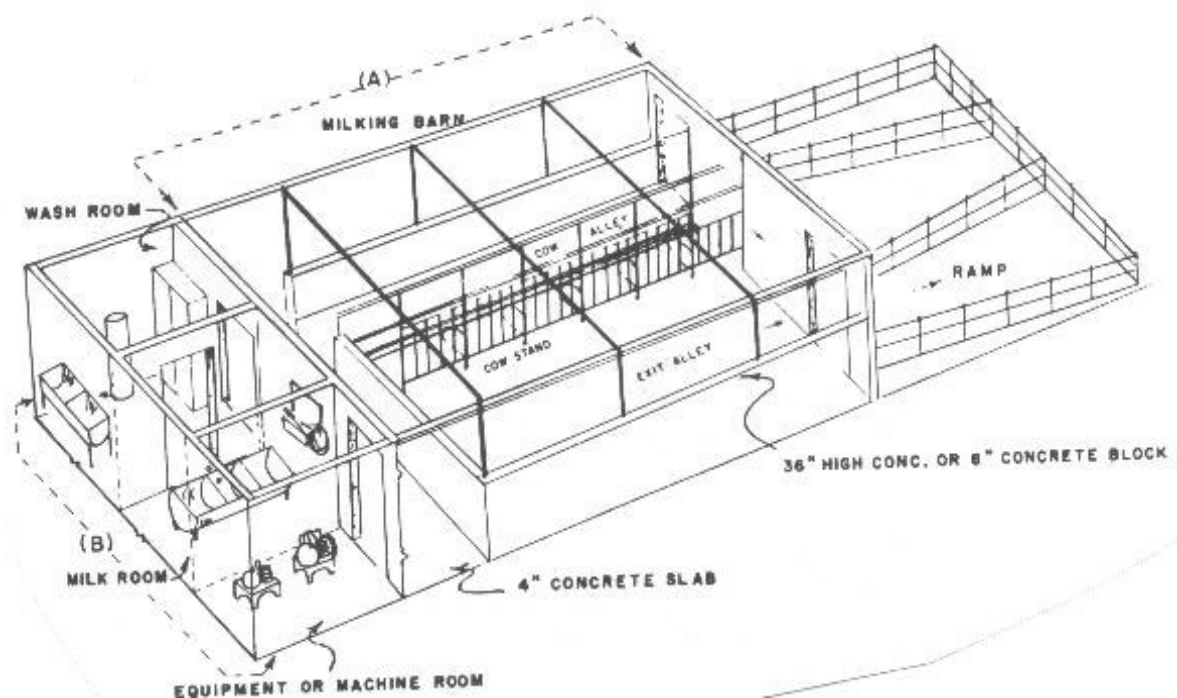 (A)
MILKING BARN
WASH ROOM
COW ALLEY
RAMP
COW STAND
EXIT ALLEY
36" HIGH CONC. OR 8" CONCRETE BLOCK
(B)
MILK ROOM
4" CONCRETE SLAB
EQUIPMENT OR MACHINE ROOM